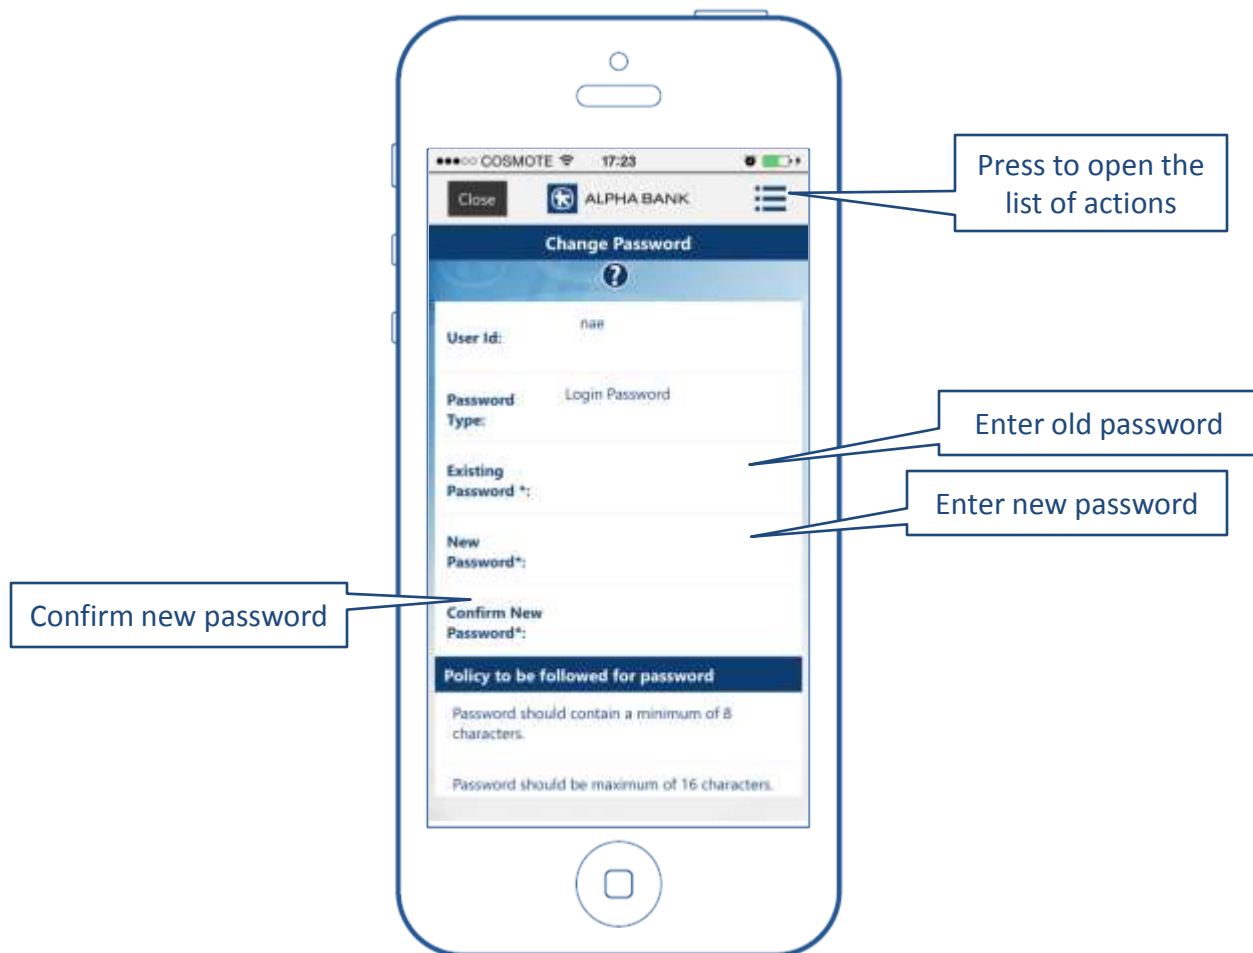 COSMOTE 17:23
Close ALPHA BANK
Press to open the
list of actions
Change Password
?
User Id: nae
Password Login Password
Type:
Enter old password
Existing
Password *:
Enter new password
New
Password*:
Confirm new password
Confirm New
Password*:
Policy to be followed for password
Password should contain a minimum of 8
characters.
Password should be maximum of 16 characters.